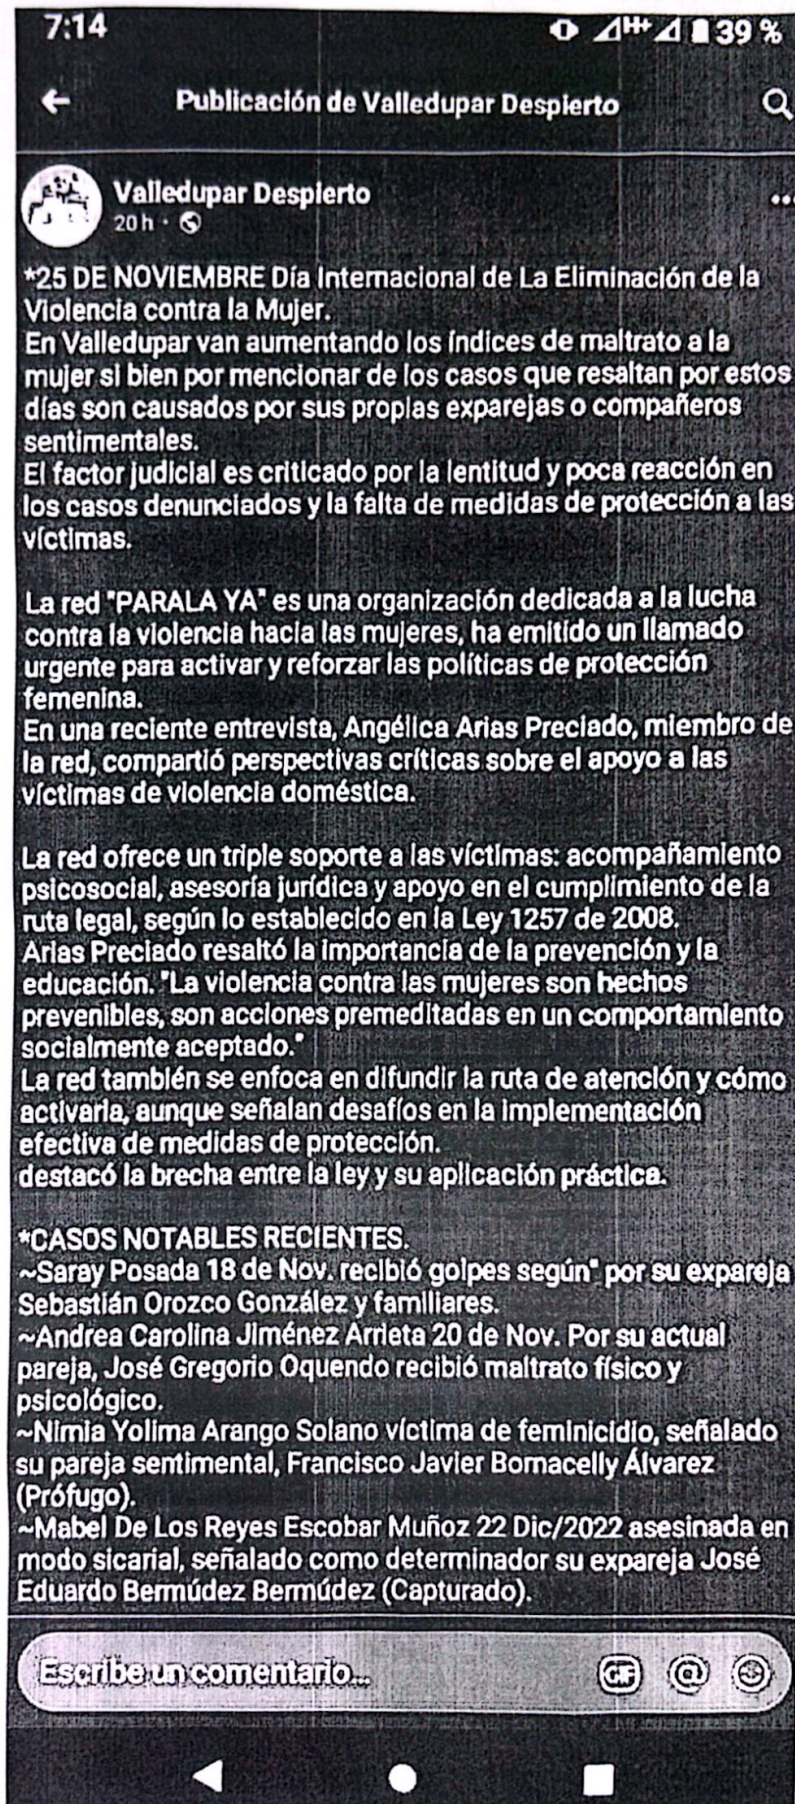 7:14
H+ 39 %
Publicación de Valledupar Despierto
Valledupar Despierto
20 h ·
*25 DE NOVIEMBRE Día Internacional de La Eliminación de la
Violencia contra la Mujer.
En Valledupar van aumentando los índices de maltrato a la
mujer si bien por mencionar de los casos que resaltan por estos
días son causados por sus propias exparejas o compañeros
sentimentales.
El factor judicial es criticado por la lentitud y poca reacción en
los casos denunciados y la falta de medidas de protección a las
víctimas.
La red "PARALA YA" es una organización dedicada a la lucha
contra la violencia hacia las mujeres, ha emitido un llamado
urgente para activar y reforzar las políticas de protección
femenina.
En una reciente entrevista, Angélica Arias Preciado, miembro de
la red, compartió perspectivas críticas sobre el apoyo a las
víctimas de violencia doméstica.
La red ofrece un triple soporte a las víctimas: acompañamiento
psicosocial, asesoría jurídica y apoyo en el cumplimiento de la
ruta legal, según lo establecido en la Ley 1257 de 2008.
Arias Preciado resaltó la importancia de la prevención y la
educación. "La violencia contra las mujeres son hechos
prevenibles, son acciones premeditadas en un comportamiento
socialmente aceptado."
La red también se enfoca en difundir la ruta de atención y cómo
activarla, aunque señalan desafíos en la implementación
efectiva de medidas de protección.
destacó la brecha entre la ley y su aplicación práctica.
*CASOS NOTABLES RECIENTES.
~Saray Posada 18 de Nov. recibió golpes según" por su expareja
Sebastián Orozco González y familiares.
~Andrea Carolina Jiménez Arrieta 20 de Nov. Por su actual
pareja, José Gregorio Oquendo recibió maltrato físico y
psicológico.
~Nimia Yolima Arango Solano víctima de feminicidio, señalado
su pareja sentimental, Francisco Javier Bornacelly Álvarez
(Prófugo).
~Mabel De Los Reyes Escobar Muñoz 22 Dic/2022 asesinada en
modo sicarial, señalado como determinador su expareja José
Eduardo Bermúdez Bermúdez (Capturado).
Escribe un comentario...
GIF @